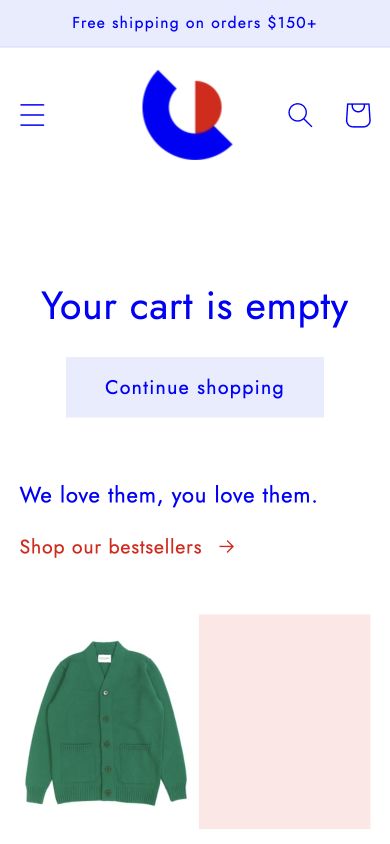 Free shipping on orders $150+
Your cart is empty
Continue shopping
We love them, you love them.
Shop our bestsellers →